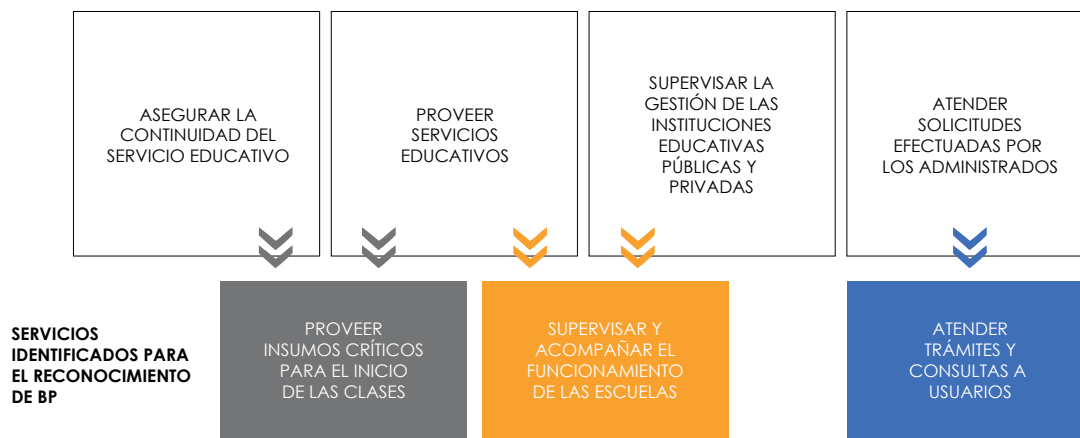 ASEGURAR LA
CONTINUIDAD DEL
SERVICIO EDUCATIVO
PROVEER
SERVICIOS
EDUCATIVOS
SUPERVISAR LA
GESTIÓN DE LAS
INSTITUCIONES
EDUCATIVAS
PÚBLICAS Y
PRIVADAS
ATENDER
SOLICITUDES
EFECTUADAS POR
LOS ADMINISTRADOS
SERVICIOS
IDENTIFICADOS PARA
EL RECONOCIMIENTO
DE BP
PROVEER
INSUMOS CRÍTICOS
PARA EL INICIO
DE LAS CLASES
SUPERVISAR Y
ACOMPAÑAR EL
FUNCIONAMIENTO
DE LAS ESCUELAS
ATENDER
TRÁMITES Y
CONSULTAS A
USUARIOS